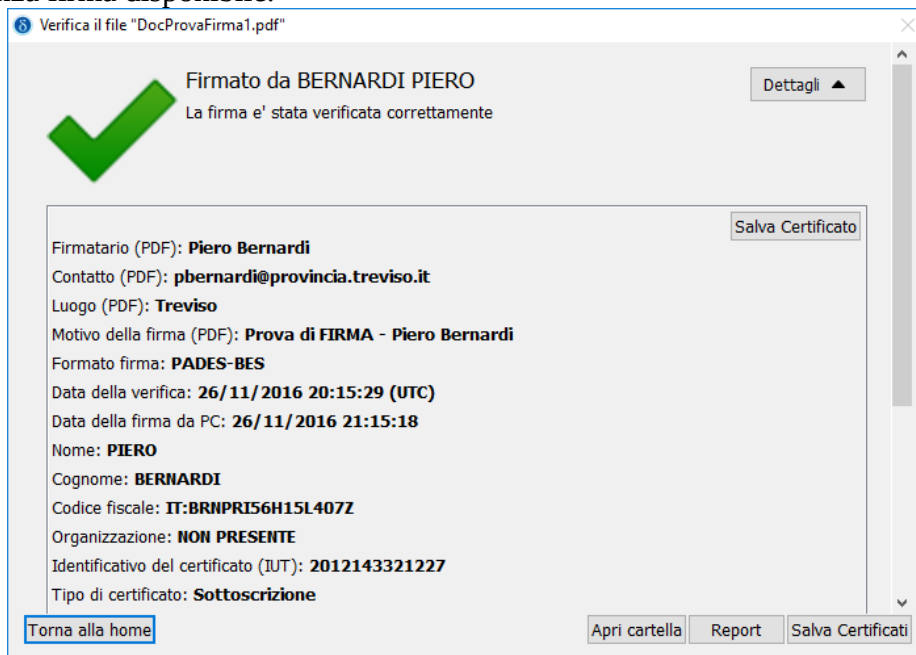 Verifica il file "DocProvaFirma1.pdf"
Firmato da BERNARDI PIERO
Dettagli ▲
La firma e' stata verificata correttamente
Salva Certificato
Firmatario (PDF): Piero Bernardi
Contatto (PDF): pbernardi@provincia.treviso.it
Luogo (PDF): Treviso
Motivo della firma (PDF): Prova di FIRMA - Piero Bernardi
Formato firma: PADES-BES
Data della verifica: 26/11/2016 20:15:29 (UTC)
Data della firma da PC: 26/11/2016 21:15:18
Nome: PIERO
Cognome: BERNARDI
Codice fiscale: IT:BRNPRI56H15L407Z
Organizzazione: NON PRESENTE
Identificativo del certificato (IUT): 2012143321227
Tipo di certificato: Sottoscrizione
Torna alla home
Apri cartella
Report
Salva Certificati